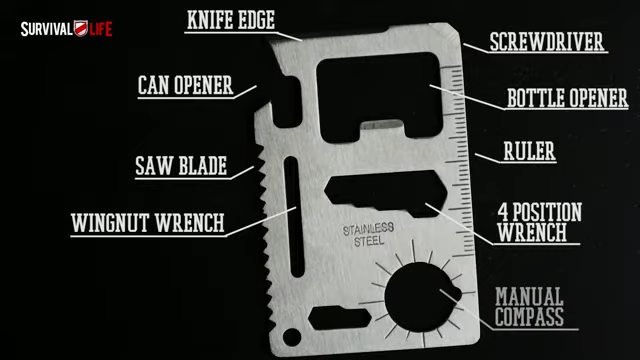 SURVIVAL LIFE
KNIFE EDGE
SCREWDRIVER
CAN OPENER
BOTTLE OPENER
SAW BLADE
RULER
WINGNUT WRENCH
4 POSITION
WRENCH
STAINLESS
STEEL
MANUAL
COMPASS